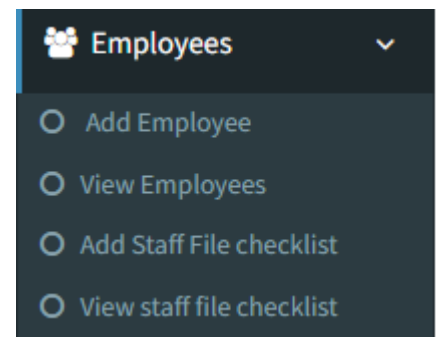 Employees
Add Employee
View Employees
Add Staff File checklist
View staff file checklist